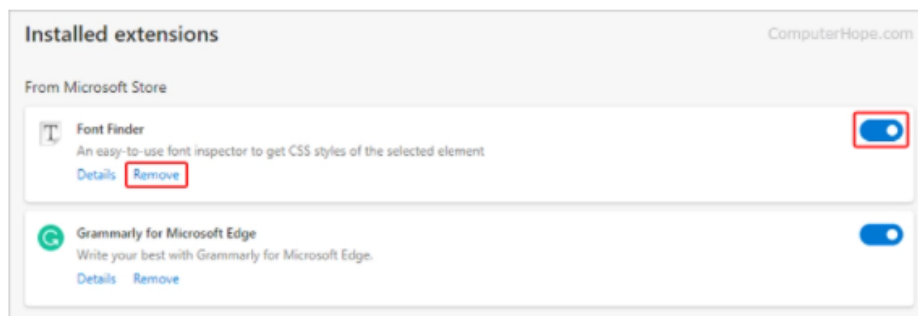 Installed extensions
ComputerHope.com
From Microsoft Store
T
Font Finder
An easy-to-use font inspector to get CSS styles of the selected element
Details Remove
G
Grammarly for Microsoft Edge
Write your best with Grammarly for Microsoft Edge.
Details Remove